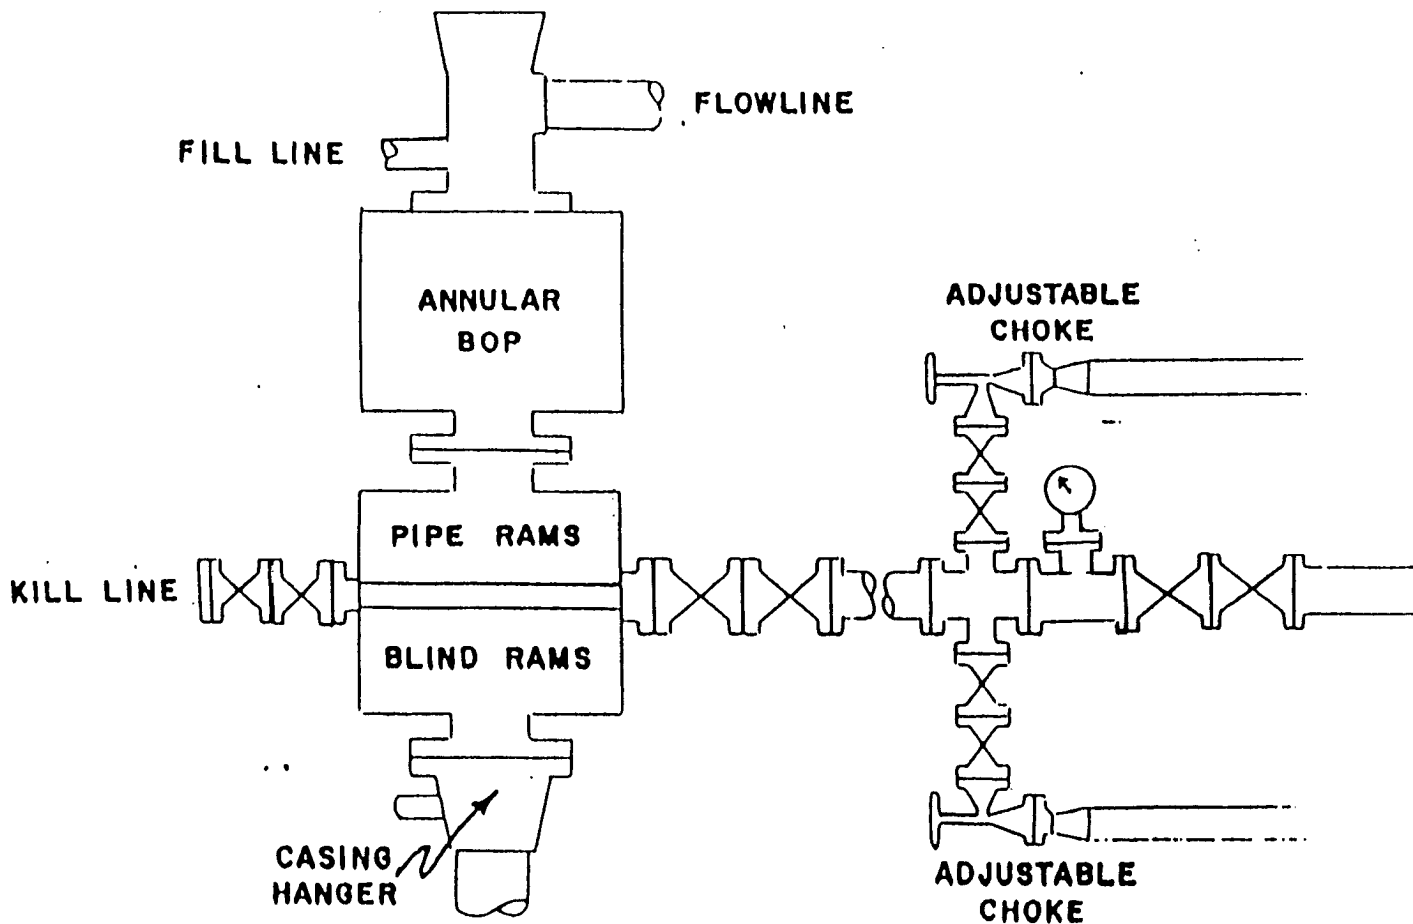 FLOWLINE
FILL LINE
ANNULAR
BOP
ADJUSTABLE
CHOKE
PIPE RAMS
KILL LINE
BLIND RAMS
CASING
HANGER
ADJUSTABLE
CHOKE